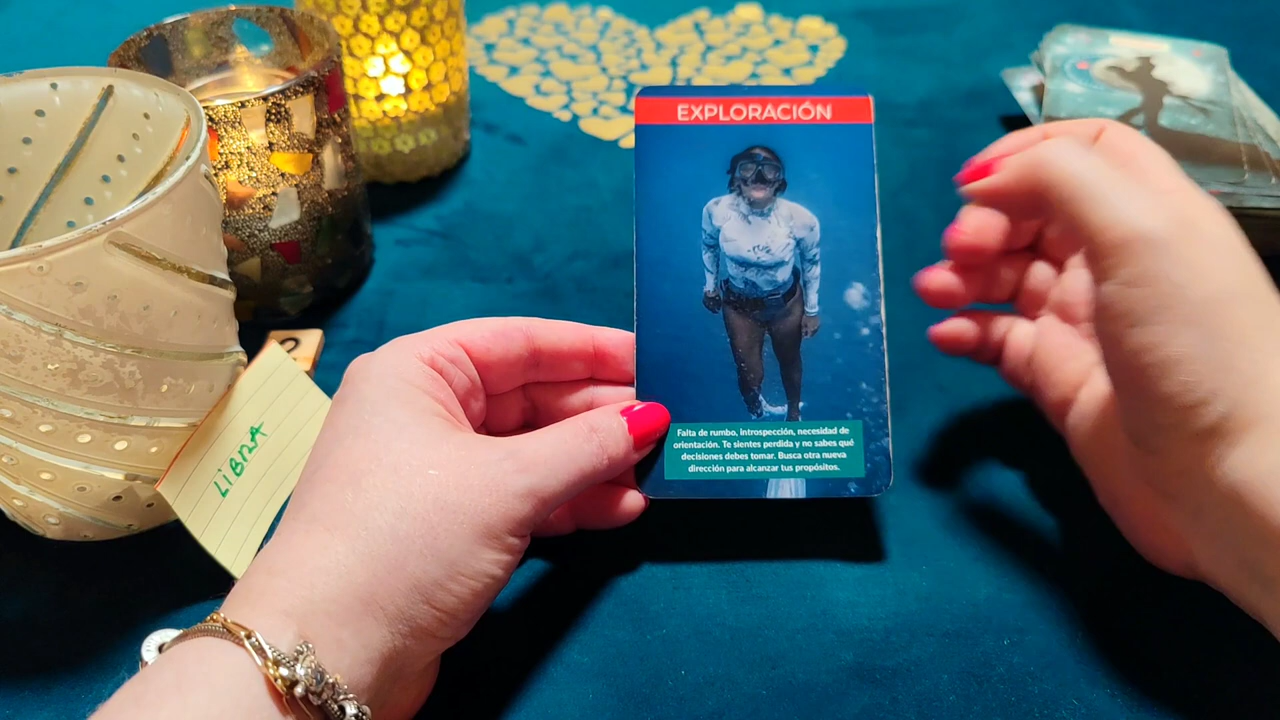 EXPLORACIÓN
Falta de rumbo, introspección, necesidad de
orientación. Te sientes perdida y no sabes qué
decisiones debes tomar. Busca otra nueva
dirección para alcanzar tus propósitos.
LIBRA